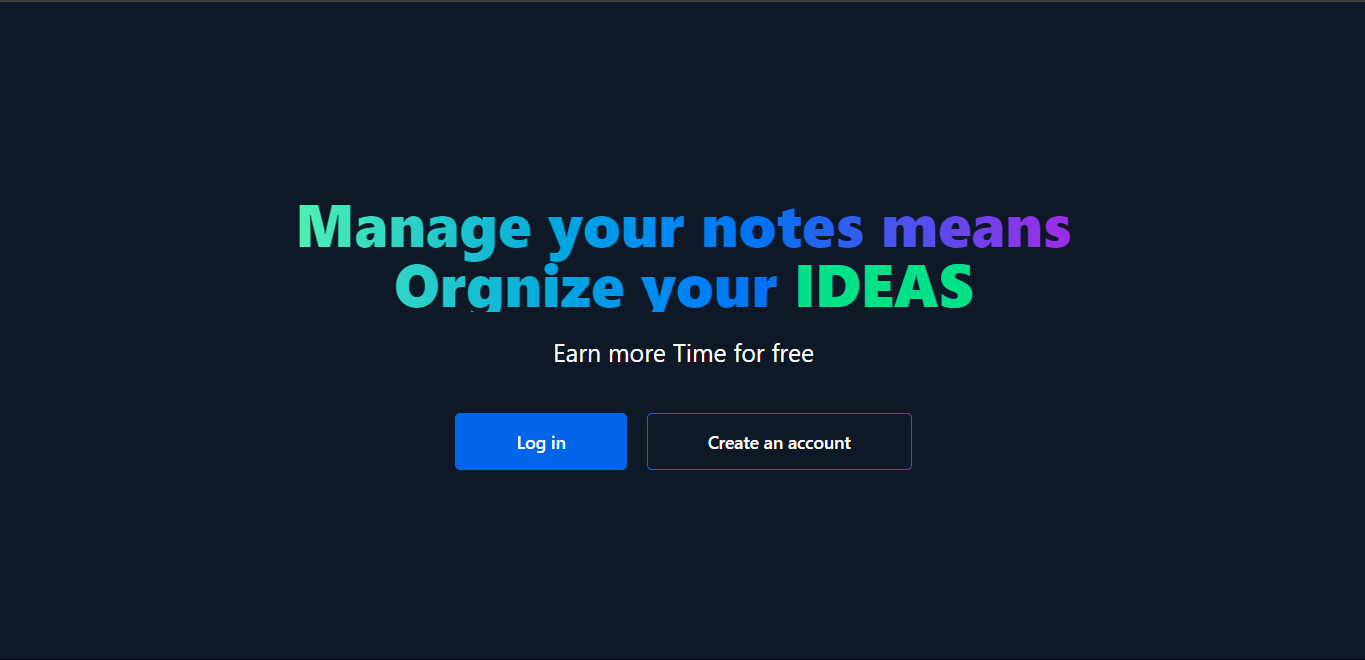 Manage your notes means
Orgnize your IDEAS
Earn more Time for free
Log in
Create an account